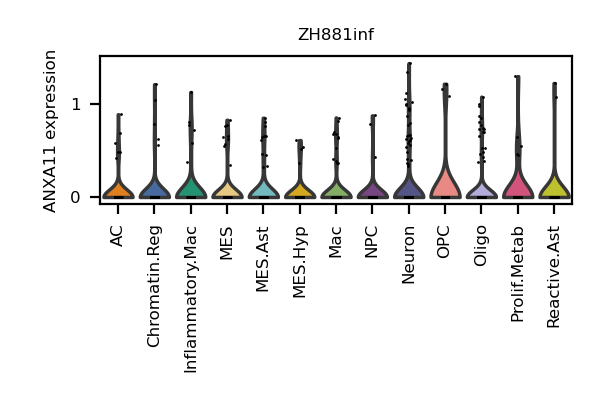 ZH881inf
ANXA11 expression
1
0
AC
Chromatin.Reg
Inflammatory.Mac
MES
MES.Ast
MES.Hyp
Mac
NPC
Neuron
OPC
Oligo
Prolif.Metab
Reactive.Ast